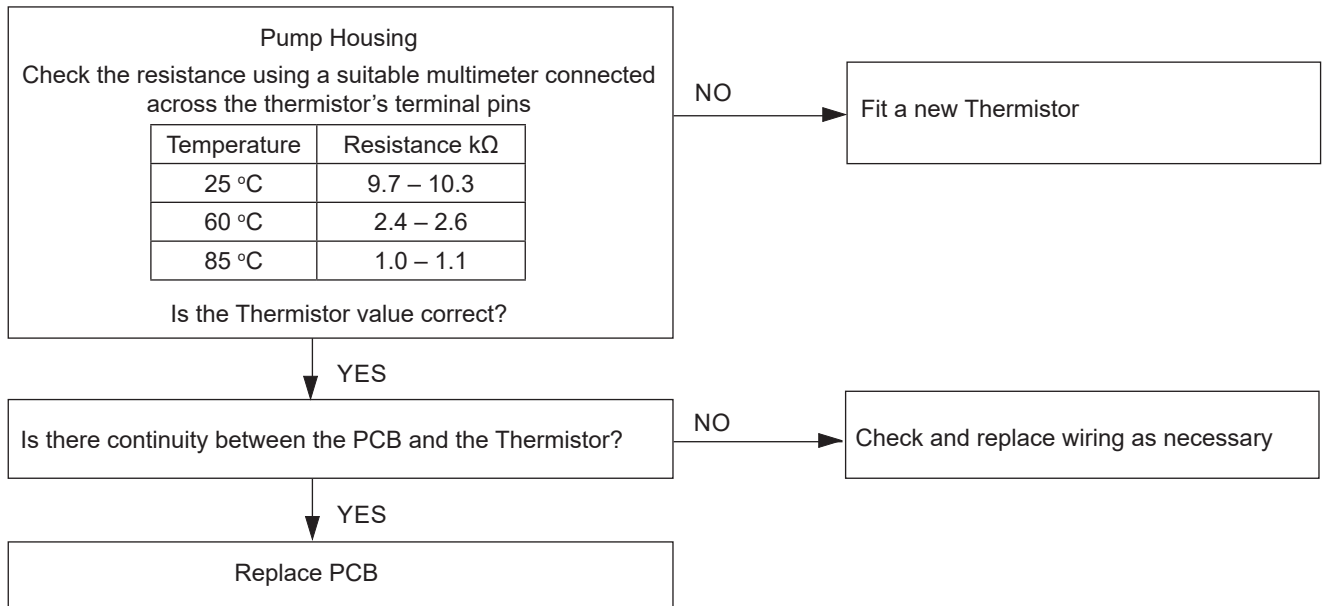 Pump Housing
Check the resistance using a suitable multimeter connected
across the thermistor’s terminal pins
Temperature Resistance kΩ
25 °C 9.7 – 10.3
60 °C 2.4 – 2.6
85 °C 1.0 – 1.1
Is the Thermistor value correct?
NO
Fit a new Thermistor
YES
Is there continuity between the PCB and the Thermistor?
NO
Check and replace wiring as necessary
YES
Replace PCB